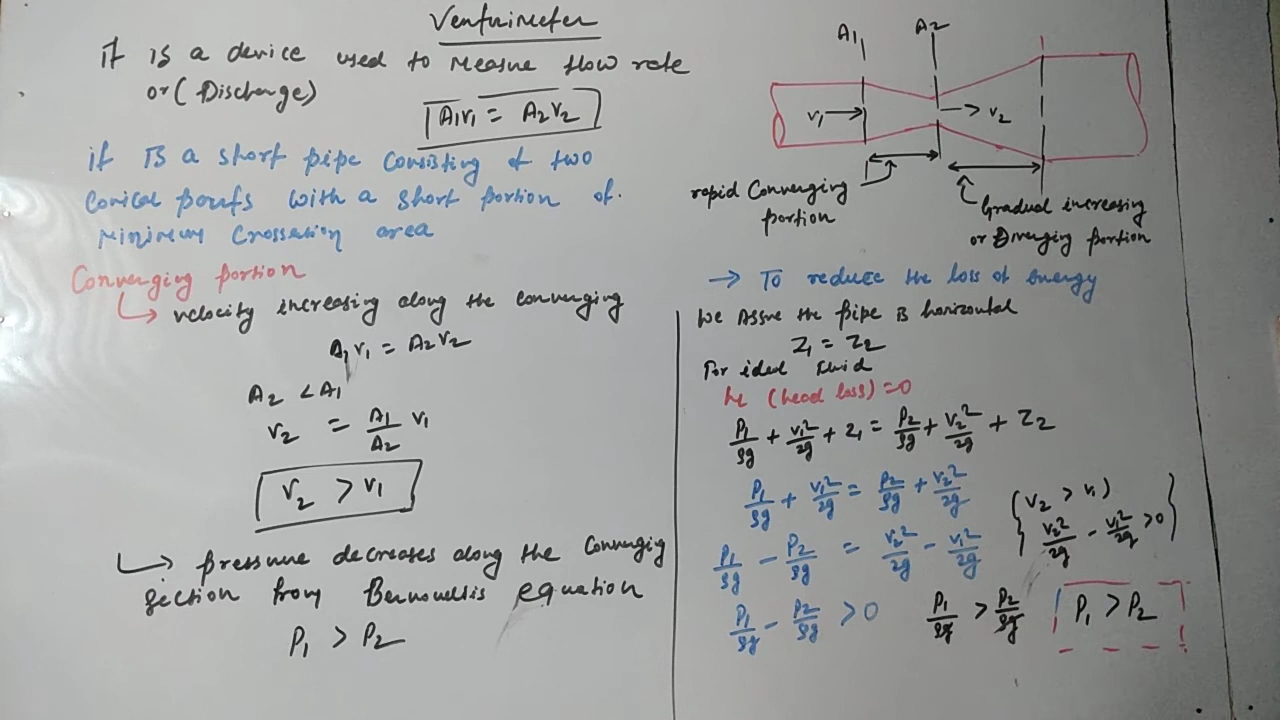 Venturimeter
it is a device used to measure flow rate
or (Discharge)
A₁v₁ = A₂v₂
it is a short pipe consisting of two
conical parts with a short portion of.
minimum crossection area
Converging portion
↳ velocity increasing along the converging
A₁v₁ = A₂v₂
A₂ < A₁
v₂ = A₁/A₂ v₁
v₂ > v₁
↳ pressure decreases along the converging
section from Bernoullis equation
P₁ > P₂
A₁ A₂
v₁→ → v₂
rapid Converging
portion
Gradual increasing
or Diverging portion
→ To reduce the loss of energy
We Assume the pipe is horizontal
Z₁ = Z₂
For ideal fluid
hL (head loss) = 0
P₁/ρg + v₁²/2g + Z₁ = P₂/ρg + v₂²/2g + Z₂
P₁/ρg + v₁²/2g = P₂/ρg + v₂²/2g
P₁/ρg - P₂/ρg = v₂²/2g - v₁²/2g
{ v₂ > v₁)
v₂²/2g - v₁²/2g > 0 }
P₁/ρg - P₂/ρg > 0 P₁/ρg > P₂/ρg P₁ > P₂